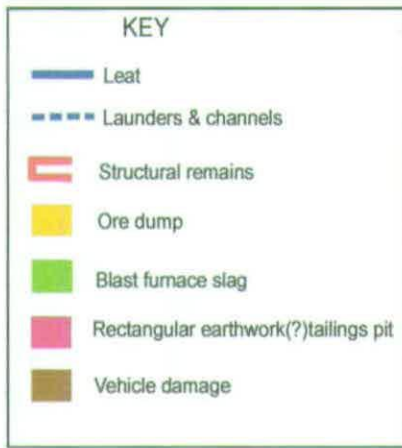 KEY
Leat
Launders & channels
Structural remains
Ore dump
Blast furnace slag
Rectangular earthwork(?)tailings pit
Vehicle damage